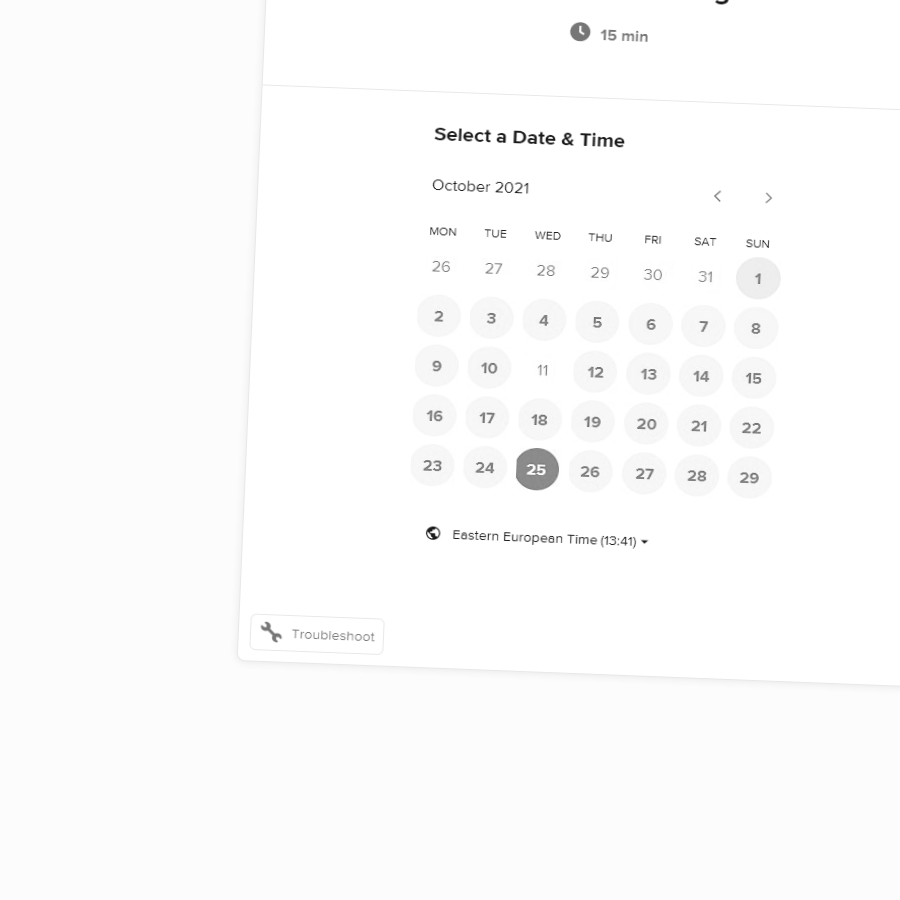 15 min
Select a Date & Time
October 2021
MON TUE WED THU FRI SAT SUN
26 27 28 29 30 31 1
2 3 4 5 6 7 8
9 10 11 12 13 14 15
16 17 18 19 20 21 22
23 24 25 26 27 28 29
Eastern European Time (13:41)
Troubleshoot